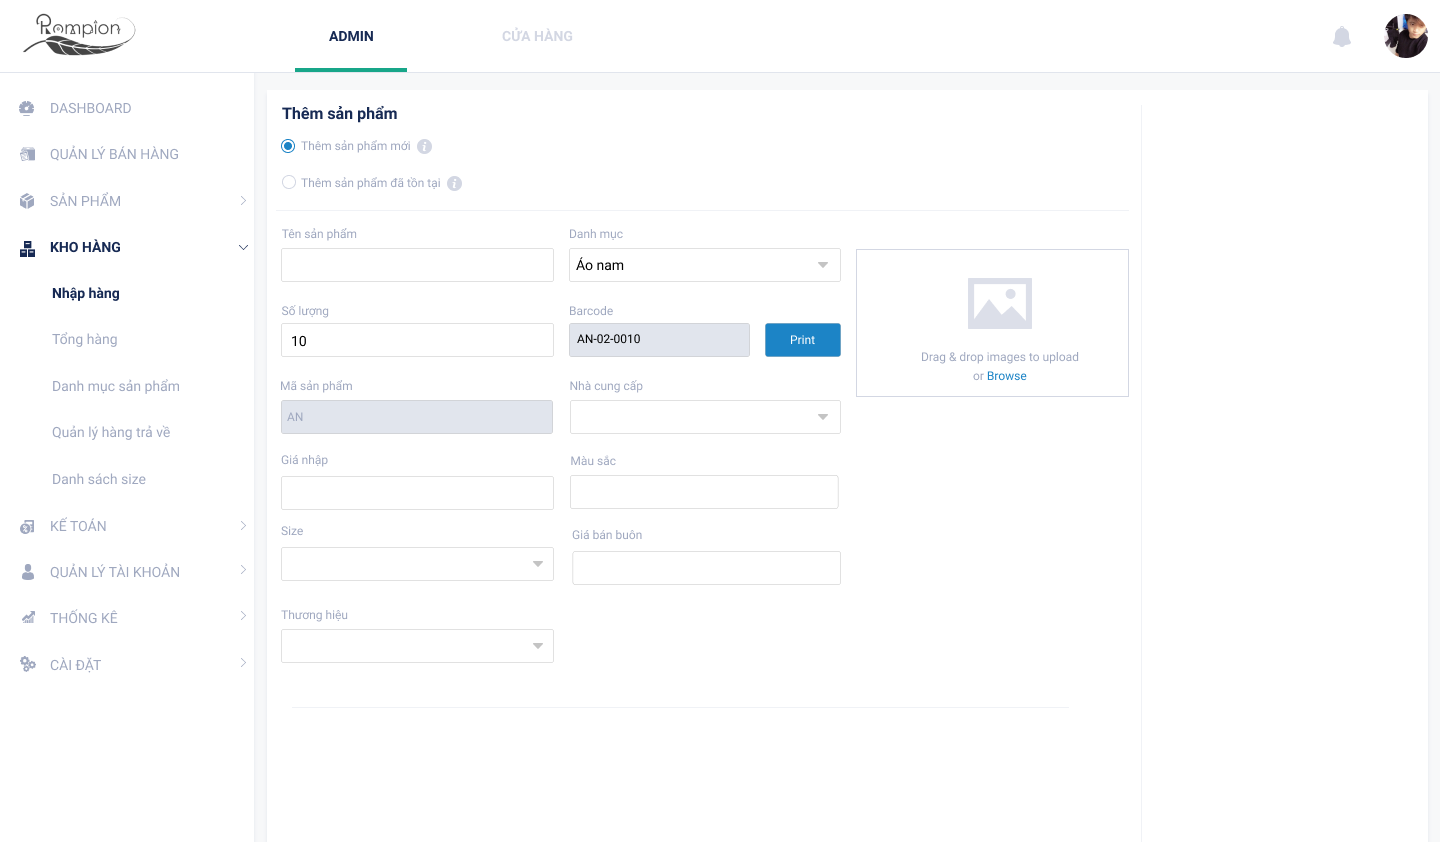 Rompion
ADMIN
CỬA HÀNG
DASHBOARD
QUẢN LÝ BÁN HÀNG
SẢN PHẨM
KHO HÀNG
Nhập hàng
Tổng hàng
Danh mục sản phẩm
Quản lý hàng trả về
Danh sách size
KẾ TOÁN
QUẢN LÝ TÀI KHOẢN
THỐNG KÊ
CÀI ĐẶT
Thêm sản phẩm
Thêm sản phẩm mới
Thêm sản phẩm đã tồn tại
Tên sản phẩm
Danh mục
Áo nam
Số lượng
Barcode
10
AN-02-0010
Print
Mã sản phẩm
Nhà cung cấp
AN
Giá nhập
Màu sắc
Size
Giá bán buôn
Thương hiệu
Drag & drop images to upload
or Browse